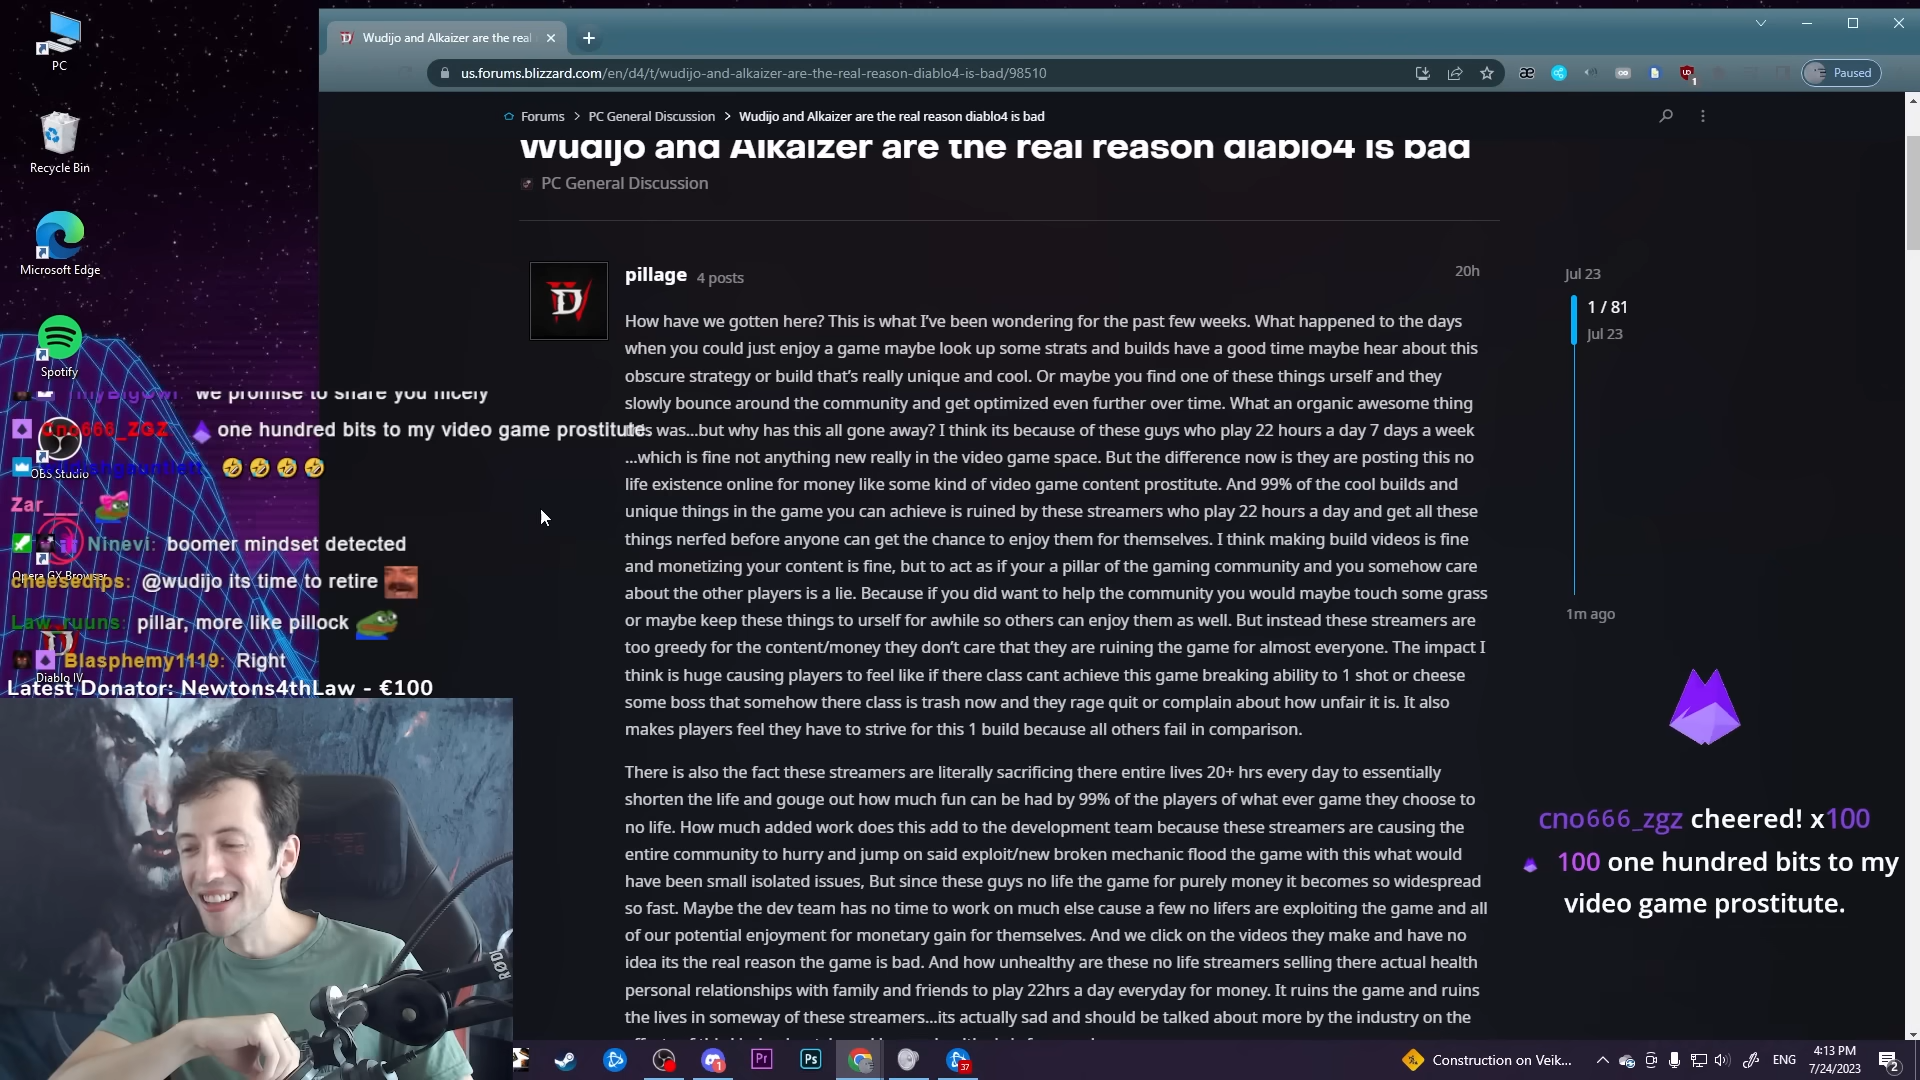 PC
Recycle Bin
Microsoft Edge
Spotify
OBS Studio
Opera GX Browser
Diablo IV
Wudijo and Alkaizer are the real
us.forums.blizzard.com/en/d4/t/wudijo-and-alkaizer-are-the-real-reason-diablo4-is-bad/98510
Paused
Forums > PC General Discussion > Wudijo and Alkaizer are the real reason diablo4 is bad
Wudijo and Alkaizer are the real reason diablo4 is bad
PC General Discussion
pillage 4 posts
20h
How have we gotten here? This is what I've been wondering for the past few weeks. What happened to the days
when you could just enjoy a game maybe look up some strats and builds have a good time maybe hear about this
obscure strategy or build that's really unique and cool. Or maybe you find one of these things urself and they
slowly bounce around the community and get optimized even further over time. What an organic awesome thing
was...but why has this all gone away? I think its because of these guys who play 22 hours a day 7 days a week
...which is fine not anything new really in the video game space. But the difference now is they are posting this no
life existence online for money like some kind of video game content prostitute. And 99% of the cool builds and
unique things in the game you can achieve is ruined by these streamers who play 22 hours a day and get all these
things nerfed before anyone can get the chance to enjoy them for themselves. I think making build videos is fine
and monetizing your content is fine, but to act as if your a pillar of the gaming community and you somehow care
about the other players is a lie. Because if you did want to help the community you would maybe touch some grass
or maybe keep these things to urself for awhile so others can enjoy them as well. But instead these streamers are
too greedy for the content/money they don't care that they are ruining the game for almost everyone. The impact I
think is huge causing players to feel like if there class cant achieve this game breaking ability to 1 shot or cheese
some boss that somehow there class is trash now and they rage quit or complain about how unfair it is. It also
makes players feel they have to strive for this 1 build because all others fail in comparison.
There is also the fact these streamers are literally sacrificing there entire lives 20+ hrs every day to essentially
shorten the life and gouge out how much fun can be had by 99% of the players of what ever game they choose to
no life. How much added work does this add to the development team because these streamers are causing the
entire community to hurry and jump on said exploit/new broken mechanic flood the game with this what would
have been small isolated issues, But since these guys no life the game for purely money it becomes so widespread
so fast. Maybe the dev team has no time to work on much else cause a few no lifers are exploiting the game and all
of our potential enjoyment for monetary gain for themselves. And we click on the videos they make and have no
idea its the real reason the game is bad. And how unhealthy are these no life streamers selling there actual health
personal relationships with family and friends to play 22hrs a day everyday for money. It ruins the game and ruins
the lives in someway of these streamers...its actually sad and should be talked about more by the industry on the
Jul 23
1 / 81
Jul 23
1m ago
we promise to share you nicely
Cno666_ZGZ one hundred bits to my video game prostitute.
Zar___:
Ninevi: boomer mindset detected
cheesedips: @wudijo its time to retire
Law_ruuns: pillar, more like pillock
Blasphemy1119: Right
Latest Donator: Newtons4thLaw - €100
cno666_zgz cheered! x100
100 one hundred bits to my
video game prostitute.
RØDE
Pr
Ps
1
37
Construction on Veik...
ENG
4:13 PM
7/24/2023
2